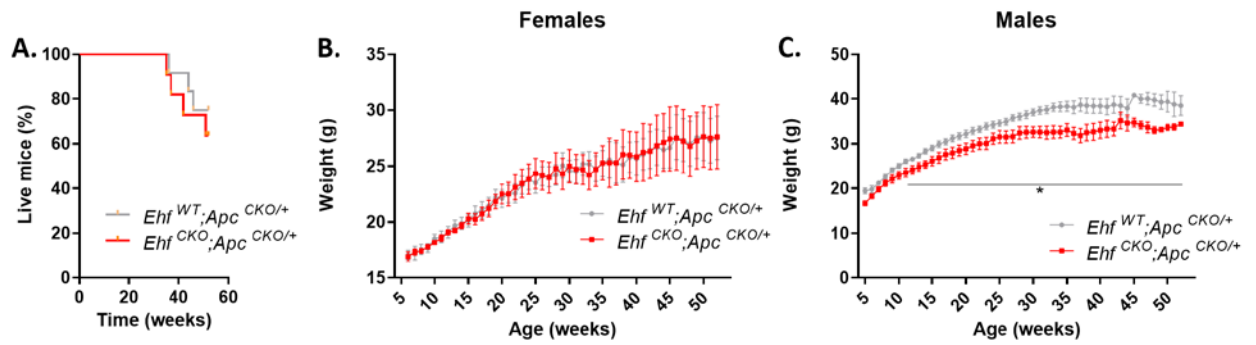 Females
Males
A.
B.
C.
Live mice (%)
100
80
60
40
20
0
0
20
40
60
Time (weeks)
Ehf WT;Apc CKO/+
Ehf CKO;Apc CKO/+
Weight (g)
35
30
25
20
15
5
10
15
20
25
30
35
40
45
50
Age (weeks)
Ehf WT;Apc CKO/+
Ehf CKO;Apc CKO/+
Weight (g)
50
40
30
20
10
0
*
5
10
15
20
25
30
35
40
45
50
Age (weeks)
Ehf WT;Apc CKO/+
Ehf CKO;Apc CKO/+